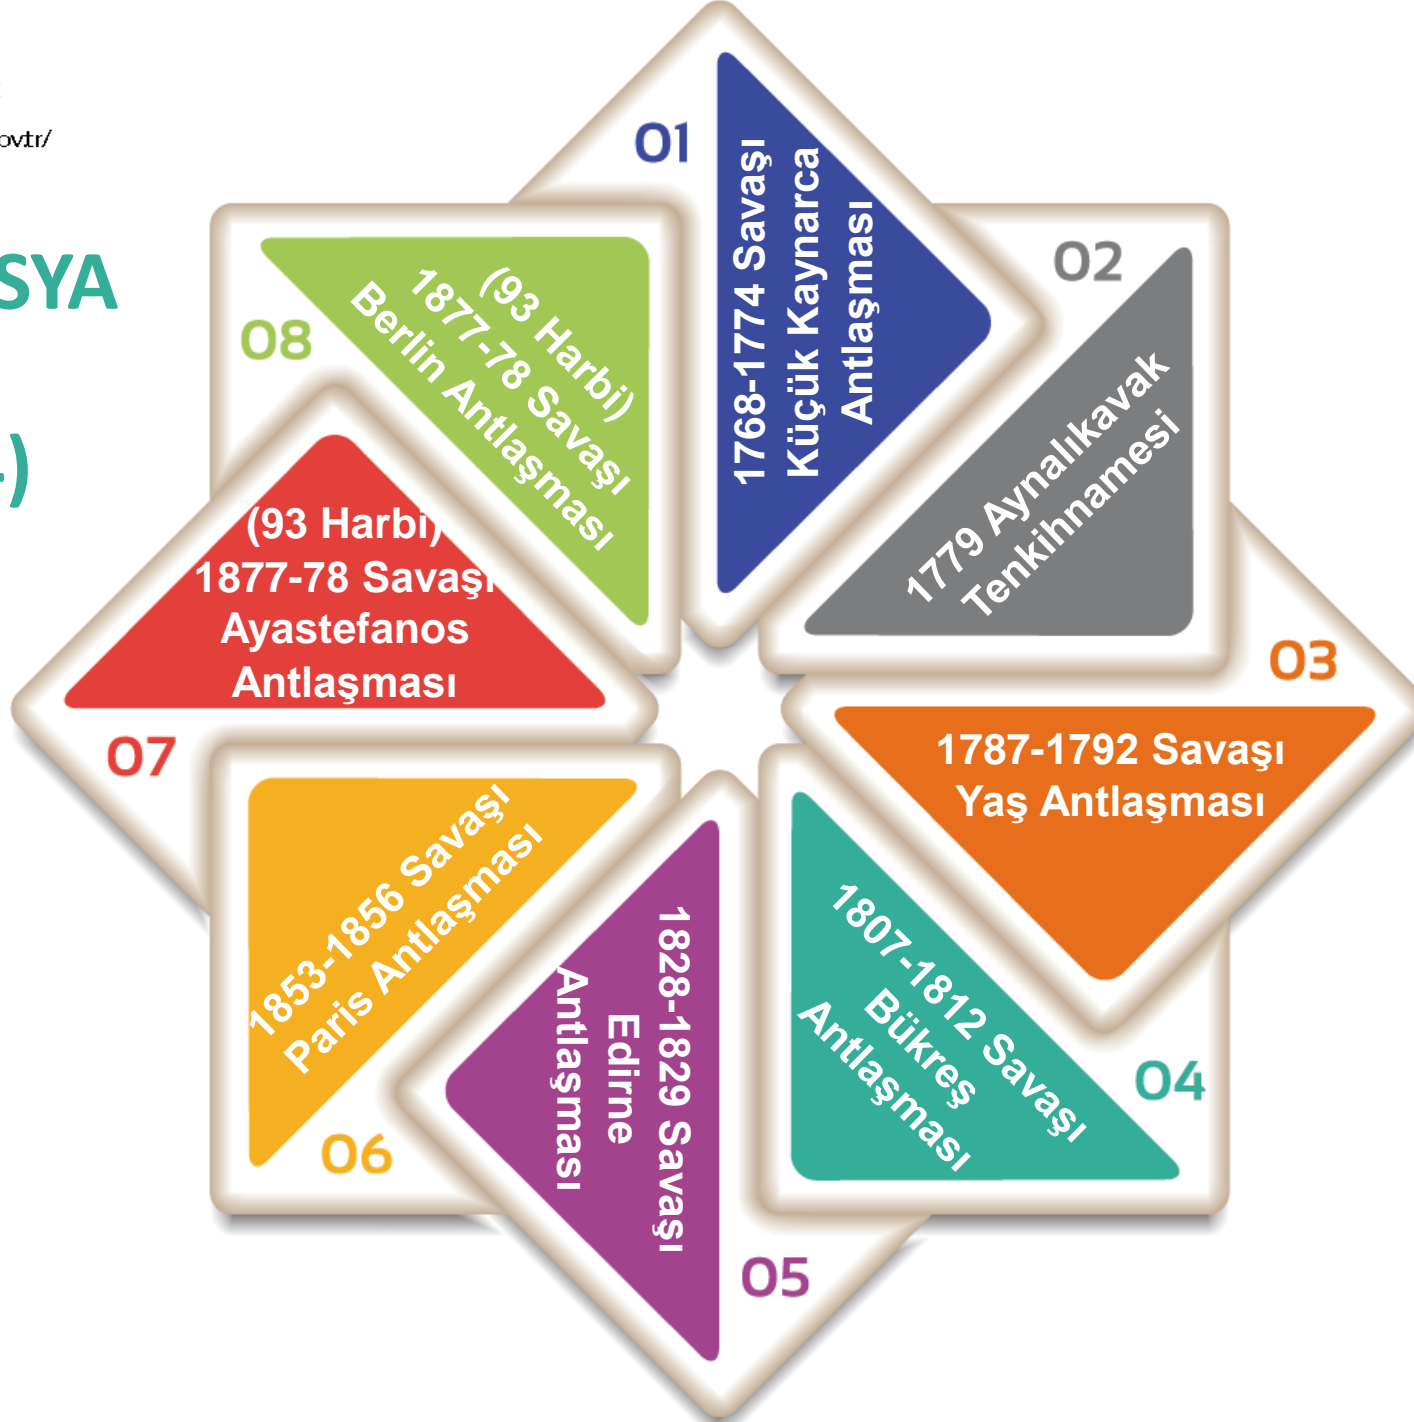 ovtr/
SYA
)
01
1768-1774 Savaşı
Küçük Kaynarca
Antlaşması
02
1779 Aynalıkavak
Tenkihnamesi
03
1787-1792 Savaşı
Yaş Antlaşması
04
1807-1812 Savaşı
Bükreş
Antlaşması
05
1828-1829 Savaşı
Edirne
Antlaşması
06
1853-1856 Savaşı
Paris Antlaşması
07
(93 Harbi)
1877-78 Savaşı
Ayastefanos
Antlaşması
08
(93 Harbi)
1877-78 Savaşı
Berlin Antlaşması